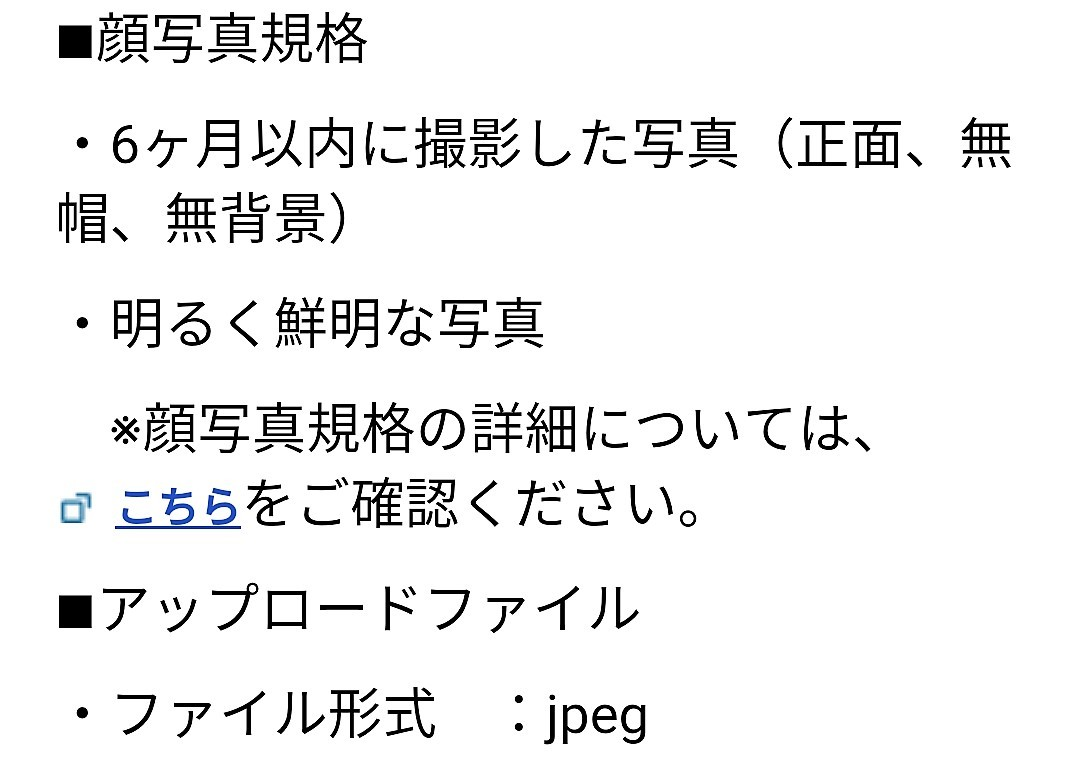 ■顔写真規格
・6ヶ月以内に撮影した写真（正面、無
帽、無背景）
・明るく鮮明な写真
※顔写真規格の詳細については、
こちらをご確認ください。
■アップロードファイル
・ファイル形式　：jpeg